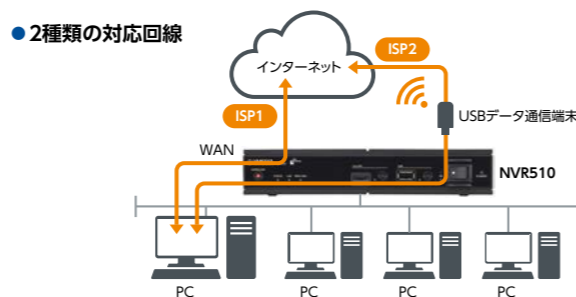 ●2種類の対応回線
ISP2
インターネット
ISP1
USBデータ通信端末
WAN
NVR510
PC
PC
PC
PC